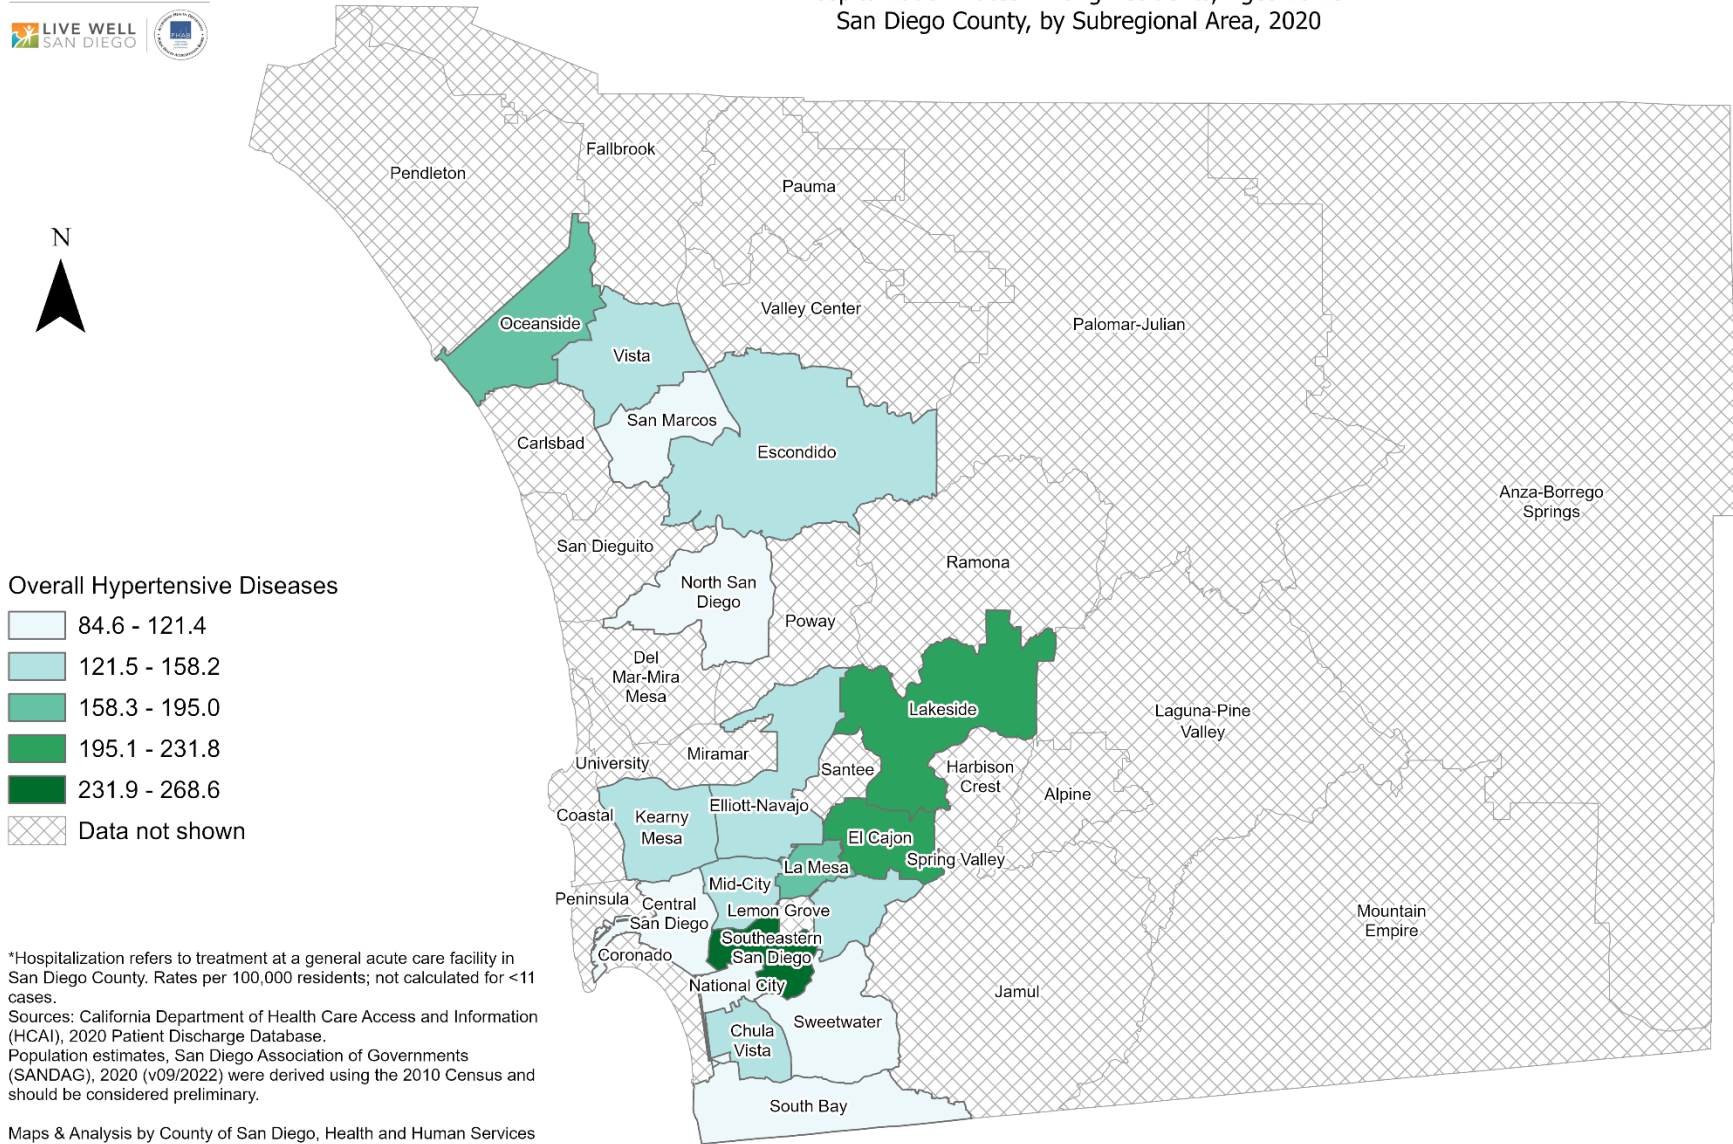 LIVE WELL
SAN DIEGO
San Diego County, by Subregional Area, 2020
N
Pendleton
Fallbrook
Pauma
Oceanside
Vista
Valley Center
Palomar-Julian
San Marcos
Carlsbad
Escondido
Anza-Borrego
Springs
San Dieguito
Ramona
North San
Diego
Poway
Del
Mar-Mira
Mesa
Lakeside
Laguna-Pine
Valley
Miramar
University
Santee
Harbison
Crest
Alpine
Coastal
Kearny
Mesa
Elliott-Navajo
El Cajon
Spring Valley
La Mesa
Mid-City
Peninsula
Central
San Diego
Lemon Grove
Mountain
Empire
Southeastern
San Diego
Coronado
National City
Jamul
Sweetwater
Chula
Vista
South Bay
Overall Hypertensive Diseases
84.6 - 121.4
121.5 - 158.2
158.3 - 195.0
195.1 - 231.8
231.9 - 268.6
Data not shown
*Hospitalization refers to treatment at a general acute care facility in
San Diego County. Rates per 100,000 residents; not calculated for <11
cases.
Sources: California Department of Health Care Access and Information
(HCAI), 2020 Patient Discharge Database.
Population estimates, San Diego Association of Governments
(SANDAG), 2020 (v09/2022) were derived using the 2010 Census and
should be considered preliminary.
Maps & Analysis by County of San Diego, Health and Human Services